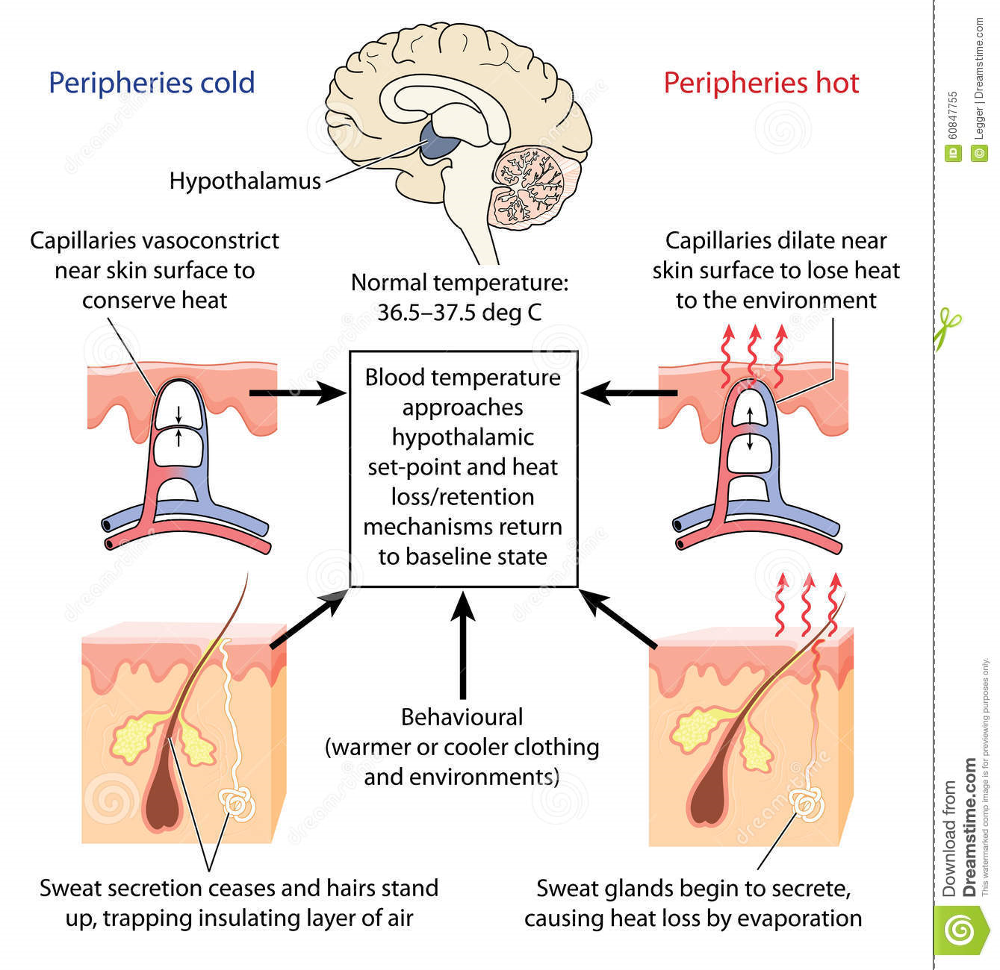 Peripheries cold
Peripheries hot
Hypothalamus
Capillaries vasoconstrict
near skin surface to
conserve heat
Capillaries dilate near
skin surface to lose heat
to the environment
Normal temperature:
36.5–37.5 deg C
Blood temperature
approaches
hypothalamic
set-point and heat
loss/retention
mechanisms return
to baseline state
Behavioural
(warmer or cooler clothing
and environments)
Sweat secretion ceases and hairs stand
up, trapping insulating layer of air
Sweat glands begin to secrete,
causing heat loss by evaporation
dreamstime
ID 60847755
© Legger | Dreamstime.com
Download from
Dreamstime.com
This watermarked comp image is for previewing purposes only.